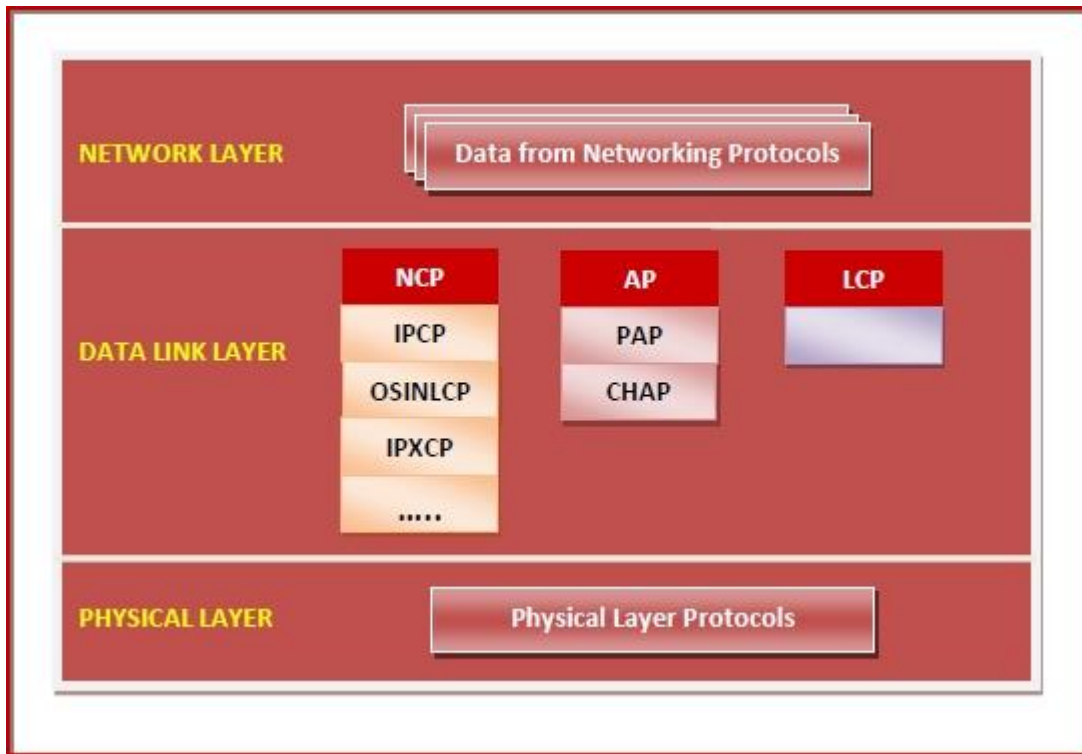 NETWORK LAYER
Data from Networking Protocols
DATA LINK LAYER
NCP
IPCP
OSINLCP
IPXCP
.....
AP
PAP
CHAP
LCP
PHYSICAL LAYER
Physical Layer Protocols